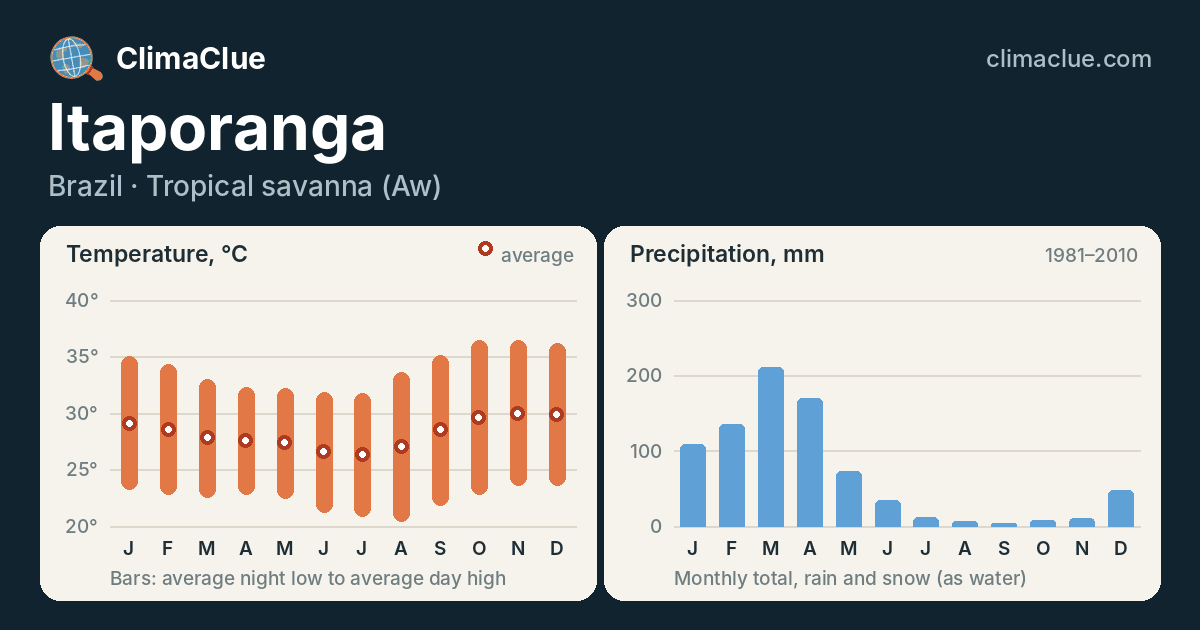 ClimaClue
climaclue.com
Itaporanga
Brazil · Tropical savanna (Aw)
Temperature, °C
average
40°
35°
30°
25°
20°
J F M A M J J A S O N D
Bars: average night low to average day high
Precipitation, mm
1981–2010
300
200
100
0
J F M A M J J A S O N D
Monthly total, rain and snow (as water)